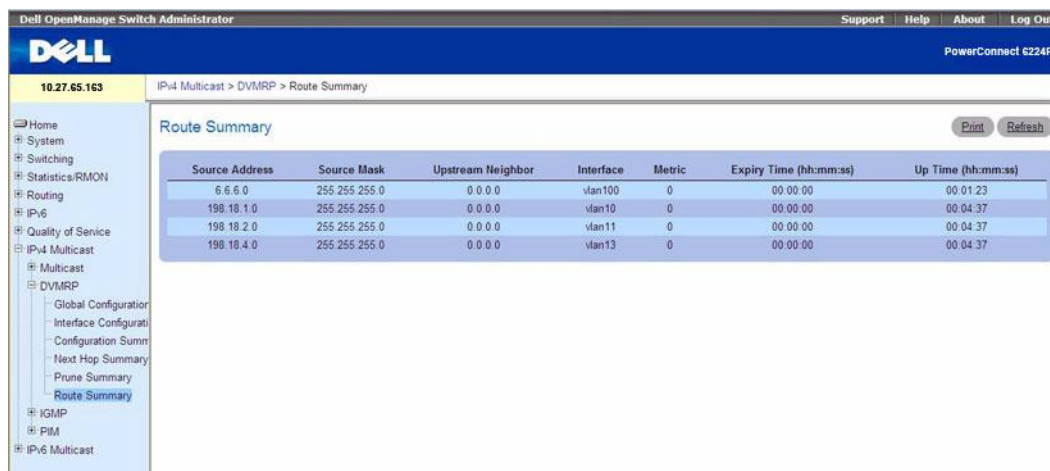 Dell OpenManage Switch Administrator Support Help About Log Out
DELL
PowerConnect 6224P
10.27.65.163 IPv4 Multicast > DVMRP > Route Summary
Home
System
Switching
Statistics/RMON
Routing
IPv6
Quality of Service
IPv4 Multicast
Multicast
DVMRP
Global Configuration
Interface Configurati
Configuration Summ
Next Hop Summary
Prune Summary
Route Summary
IGMP
PIM
IPv6 Multicast
Route Summary Print Refresh
Source Address Source Mask Upstream Neighbor Interface Metric Expiry Time (hh:mm:ss) Up Time (hh:mm:ss)
6.6.6.0 255.255.255.0 0.0.0.0 vlan100 0 00:00:00 00:01:23
198.18.1.0 255.255.255.0 0.0.0.0 vlan10 0 00:00:00 00:04:37
198.18.2.0 255.255.255.0 0.0.0.0 vlan11 0 00:00:00 00:04:37
198.18.4.0 255.255.255.0 0.0.0.0 vlan13 0 00:00:00 00:04:37